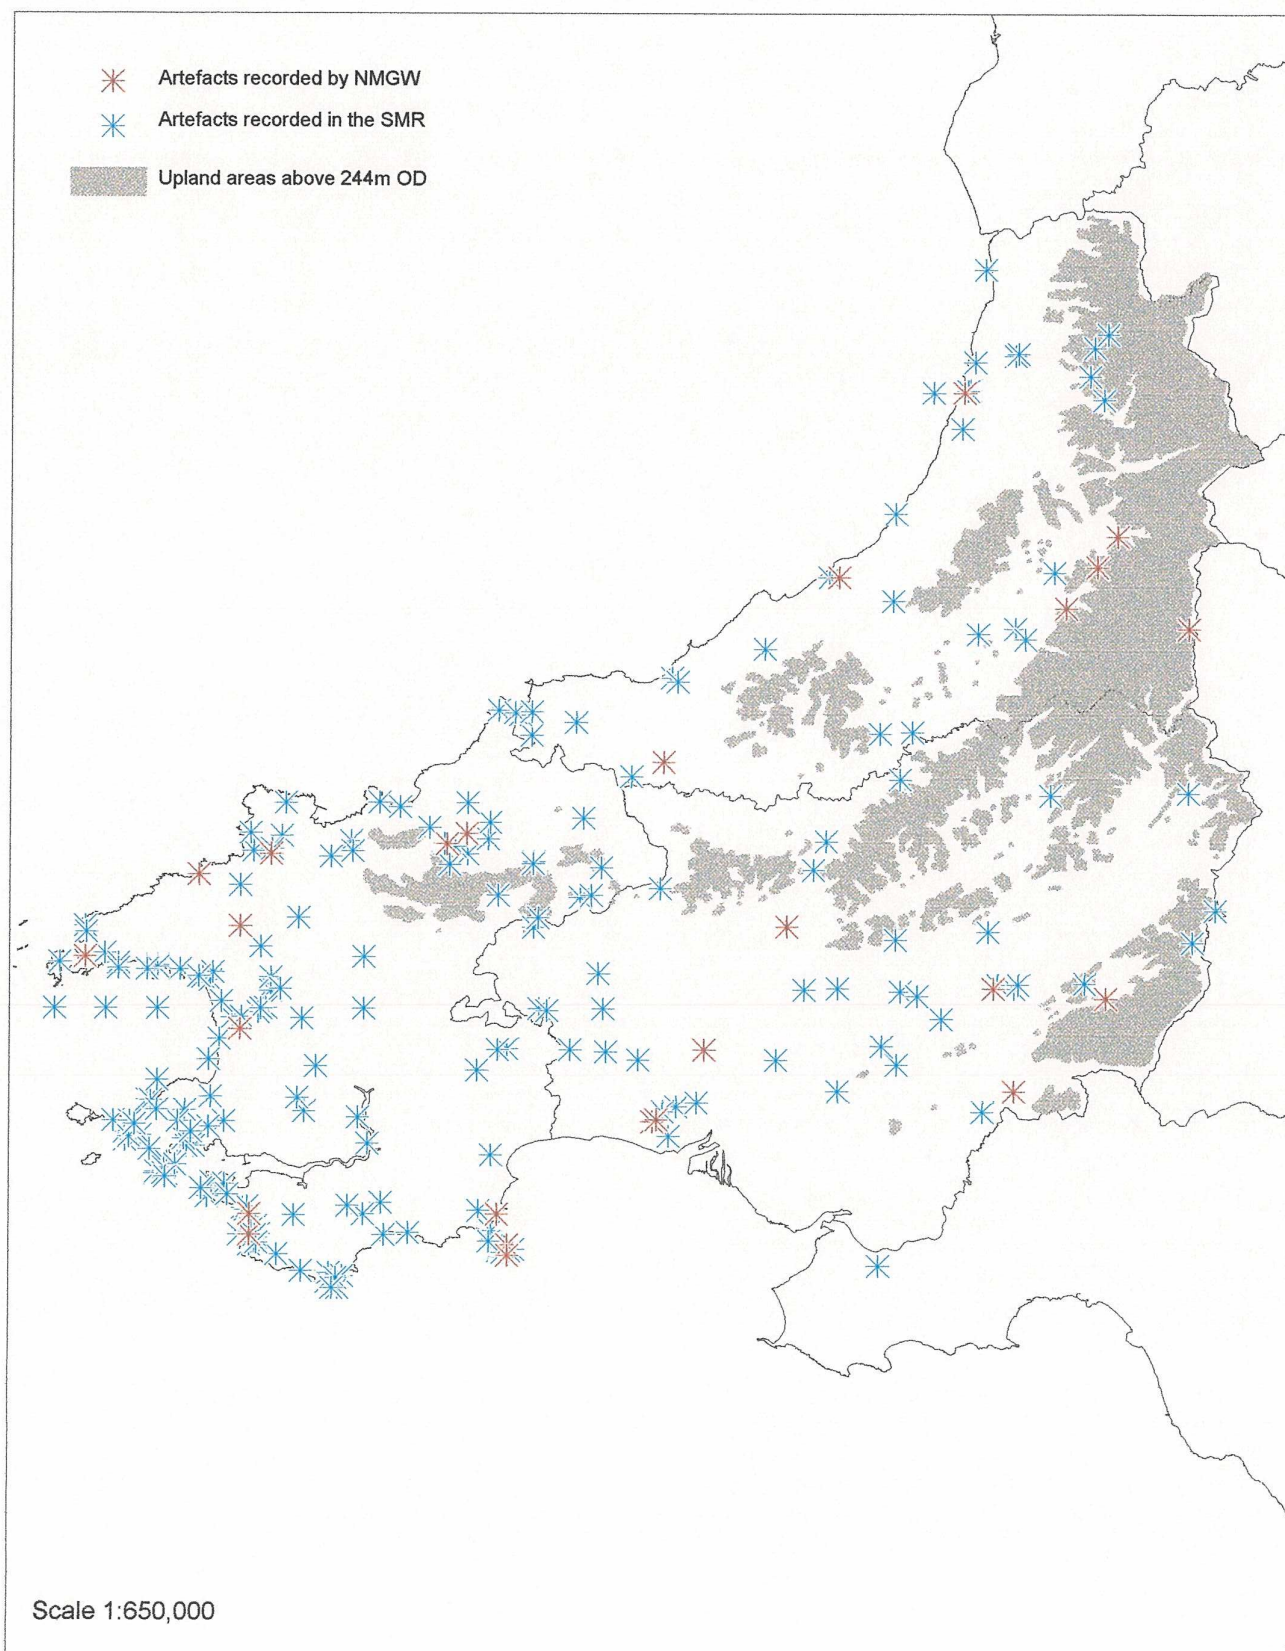 Artefacts recorded by NMGW
Artefacts recorded in the SMR
Upland areas above 244m OD
Scale 1:650,000